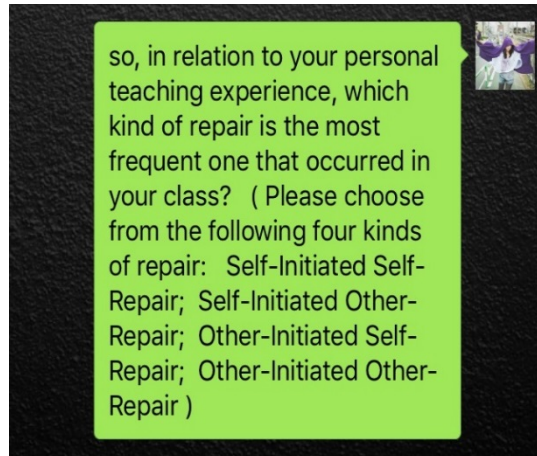 so, in relation to your personal
teaching experience, which
kind of repair is the most
frequent one that occurred in
your class?   ( Please choose
from the following four kinds
of repair:   Self-Initiated Self-
Repair;  Self-Initiated Other-
Repair;  Other-Initiated Self-
Repair;  Other-Initiated Other-
Repair )